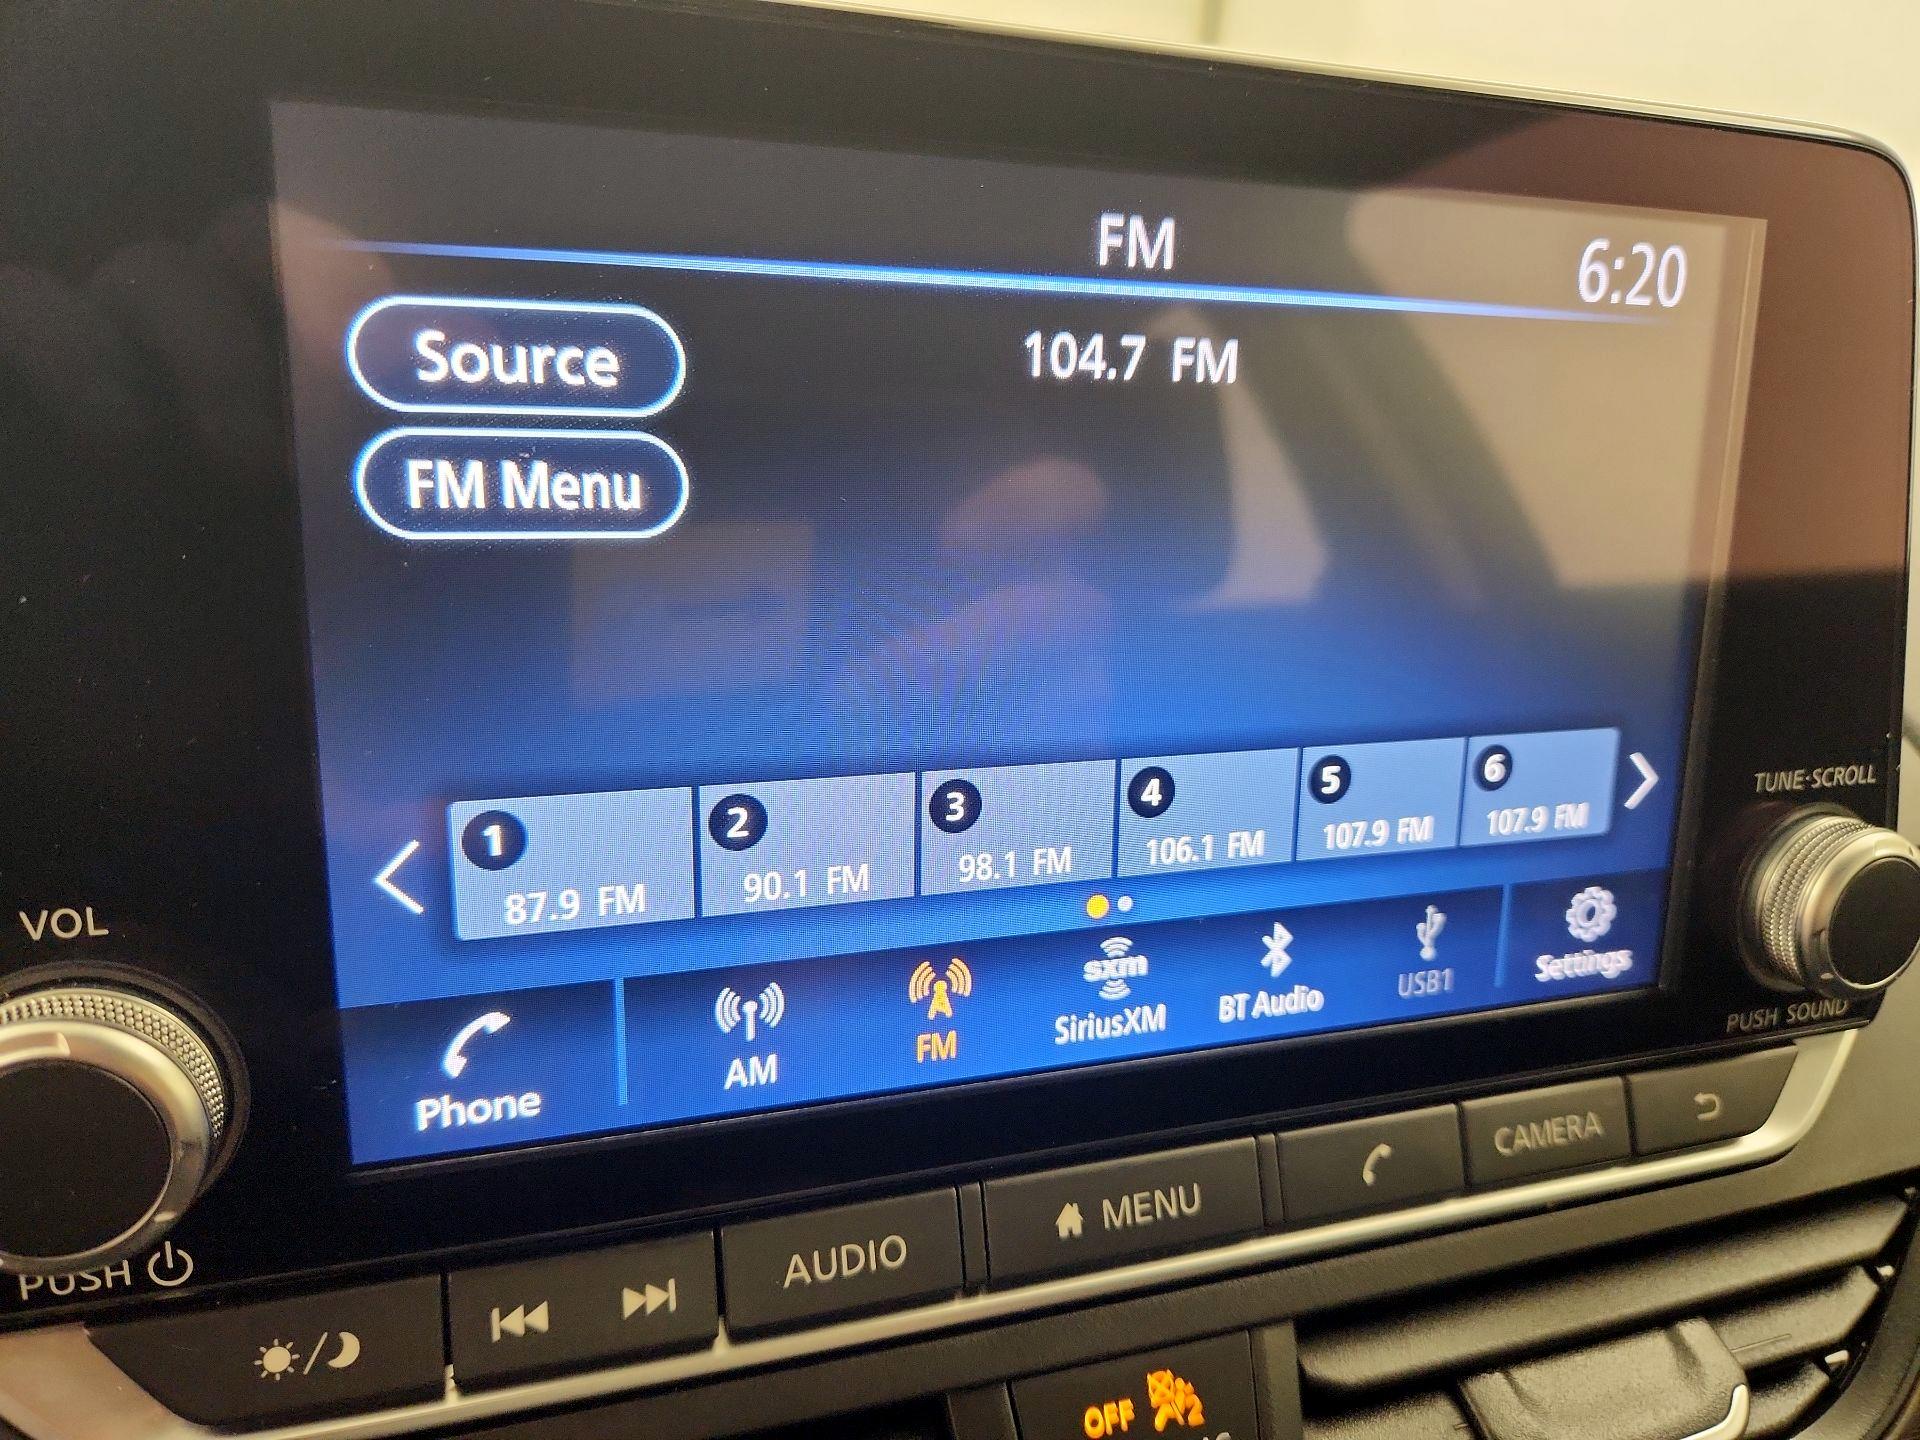 FM
6:20
Source
104.7 FM
FM Menu
1
87.9 FM
2
90.1 FM
3
98.1 FM
4
106.1 FM
5
107.9 FM
6
107.9 FM
TUNE·SCROLL
PUSH SOUND
VOL
PUSH
Phone
AM
FM
sxm
SiriusXM
BT Audio
USB1
Settings
AUDIO
MENU
CAMERA
OFF
2